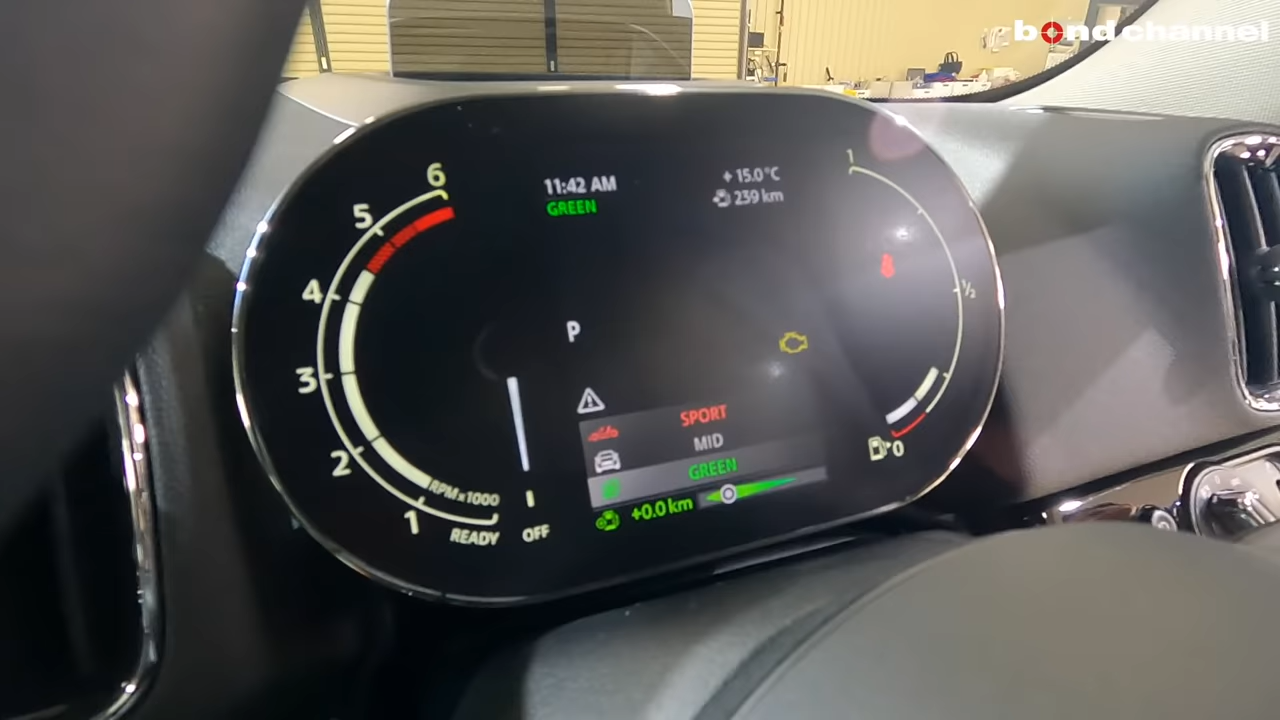 bond channel
6
5
4
3
2
1
RPM x 1000
READY
OFF
11:42 AM
GREEN
+ 15.0 °C
239 km
P
SPORT
MID
GREEN
+0.0 km
1
1/2
0